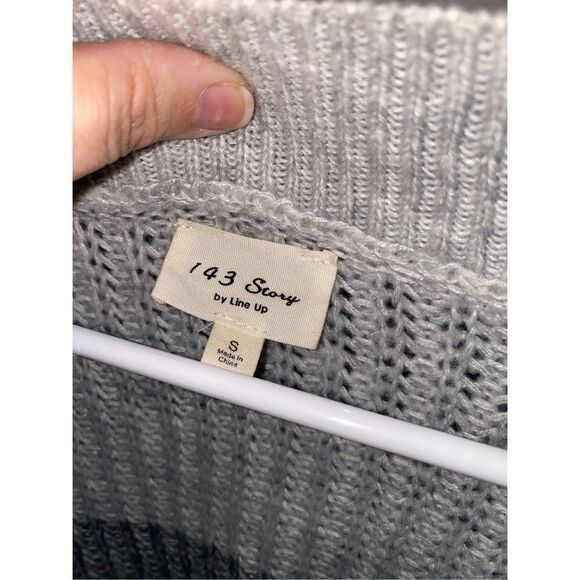 143 Story
by Line Up
S
Made in
China